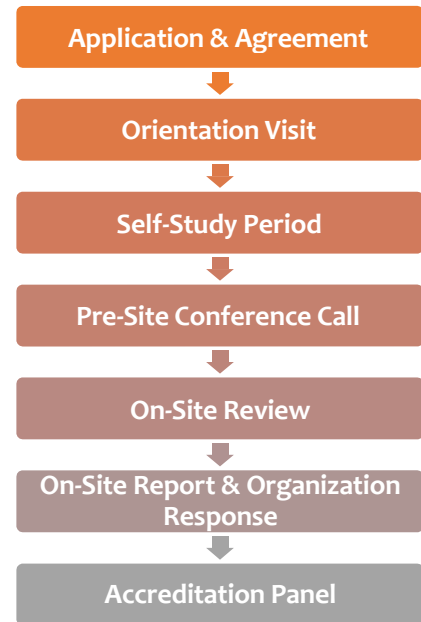 Application & Agreement
Orientation Visit
Self-Study Period
Pre-Site Conference Call
On-Site Review
On-Site Report & Organization
Response
Accreditation Panel